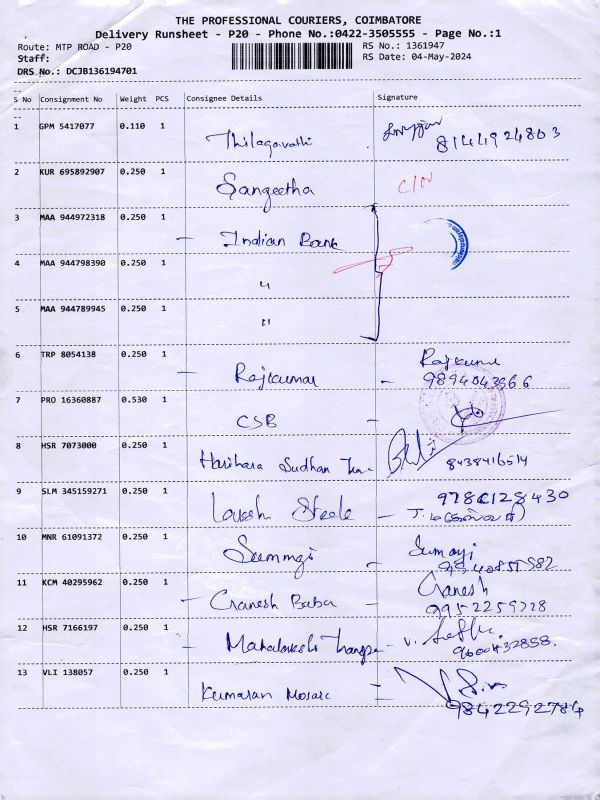 THE PROFESSIONAL COURIERS, COIMBATORE
Delivery Runsheet - P20 - Phone No.:0422-3505555 - Page No.:1
Route: MTP ROAD - P20 RS No.: 1361947
Staff: RS Date: 04-May-2024
DRS No.: DCJB136194701
S No Consignment No Weight PCS Consignee Details Signature
1 GPM 5417077 0.110 1 Thilagavathi 8144924803
2 KUR 695892907 0.250 1 Sangeetha
3 MAA 944972318 0.250 1 Indian Bank
4 MAA 944798390 0.250 1 "
5 MAA 944789945 0.250 1 "
6 TRP 8054138 0.250 1 Rajkumar Rajkumar
7 PRO 16360887 0.530 1 CSB
8 HSR 7073000 0.250 1 Harihara Sudhan 8438416514
9 SLM 345159271 0.250 1 Steele
10 MNR 61091372 0.250 1
11 KCM 40295962 0.250 1 Ganesh Baba Ganesh
9952259728
12 HSR 7166197 0.250 1
13 VLI 138057 0.250 1 Kumaran
9842292784